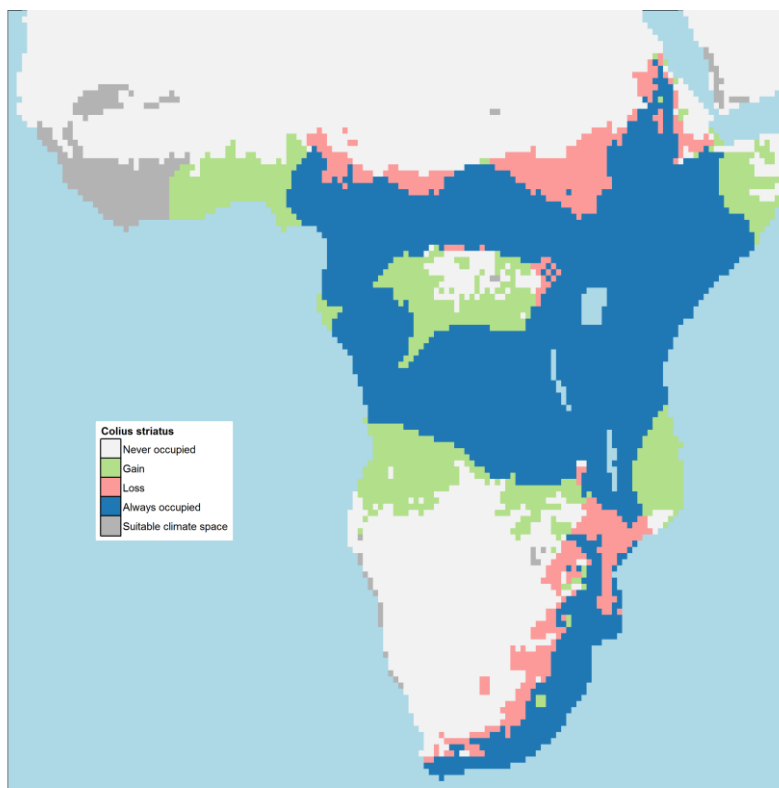 Colius striatus
Never occupied
Gain
Loss
Always occupied
Suitable climate space